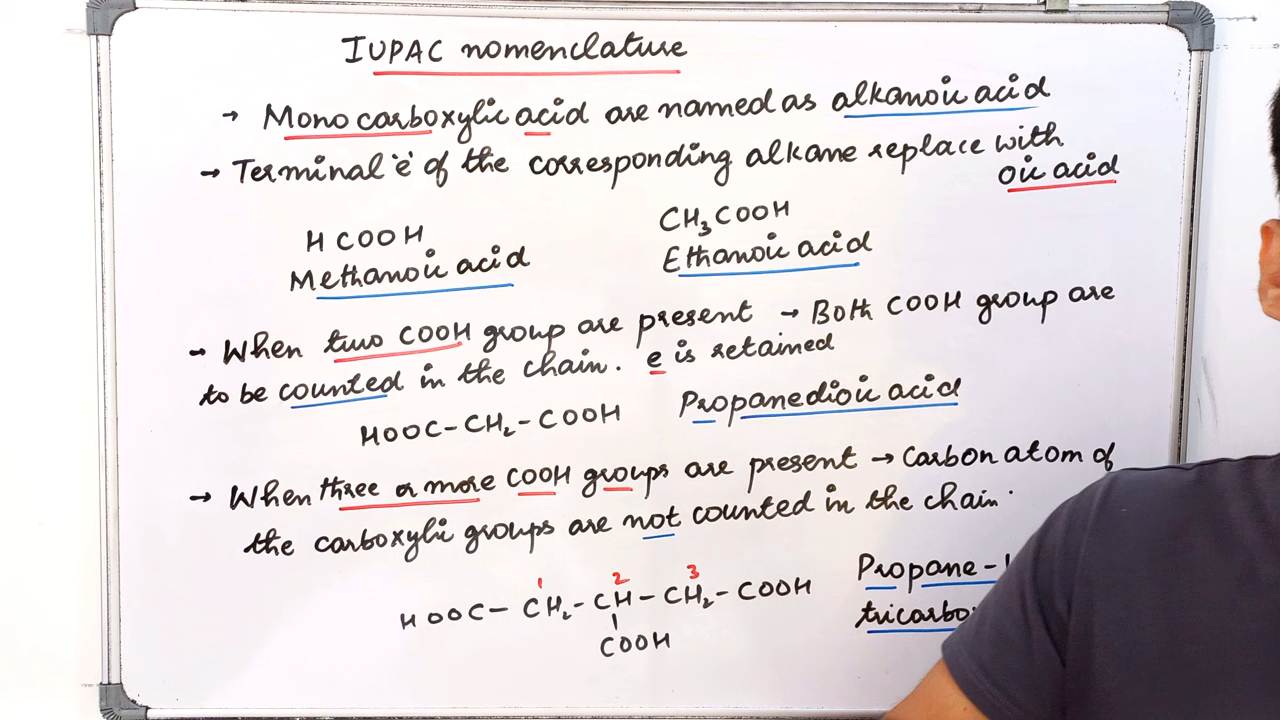 IUPAC nomenclature
→ Mono carboxylic acid are named as alkanoic acid
→ Terminal 'e' of the corresponding alkane replace with
oic acid
HCOOH
Methanoic acid
CH₃COOH
Ethanoic acid
→ When two COOH group are present → Both COOH group are
to be counted in the chain. e is retained
HOOC-CH₂-COOH
Propanedioic acid
→ When three or more COOH groups are present → Carbon atom of
the carboxylic groups are not counted in the chain.
1 2 3
HOOC-CH₂-CH-CH₂-COOH
COOH
Propane-